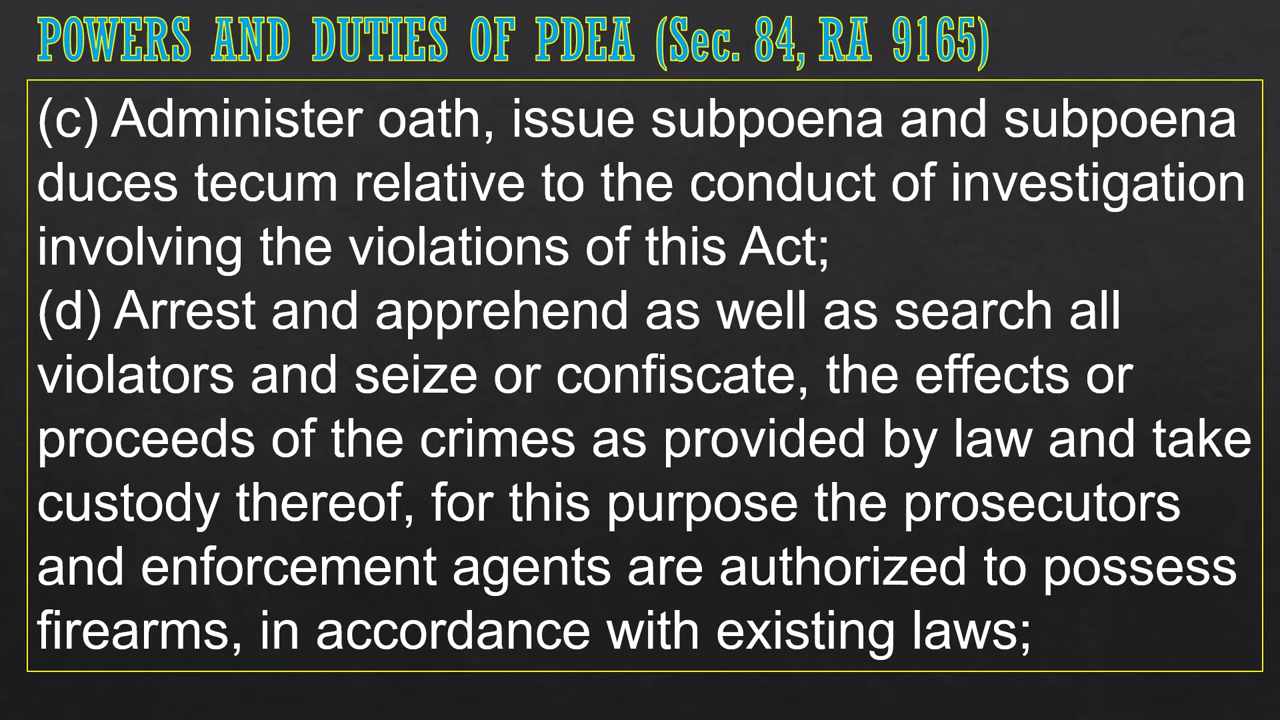 POWERS AND DUTIES OF PDEA (Sec. 84, RA 9165)
(c) Administer oath, issue subpoena and subpoena
duces tecum relative to the conduct of investigation
involving the violations of this Act;
(d) Arrest and apprehend as well as search all
violators and seize or confiscate, the effects or
proceeds of the crimes as provided by law and take
custody thereof, for this purpose the prosecutors
and enforcement agents are authorized to possess
firearms, in accordance with existing laws;